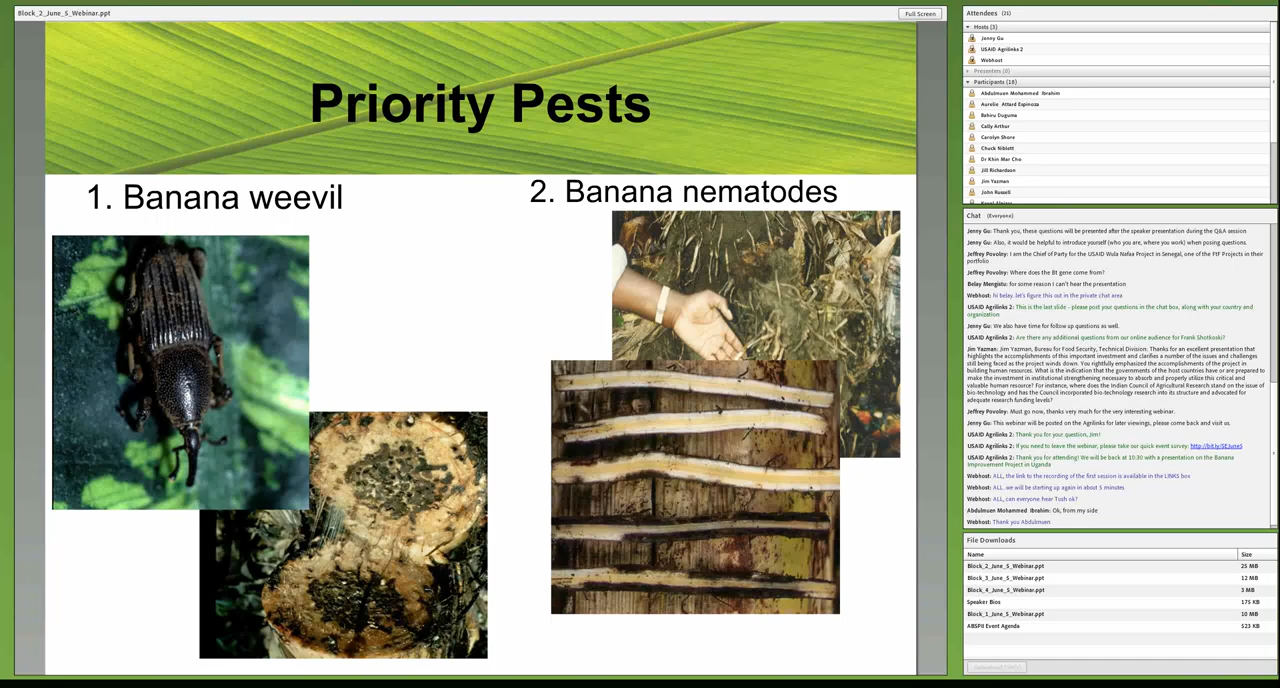 Block_2_June_5_Webinar.ppt
Full Screen
Priority Pests
1. Banana weevil
2. Banana nematodes
Attendees (21)
Hosts (3)
Jenny Gu
USAID Agrilinks 2
Webhost
Presenters (0)
Participants (18)
Abdulmuen Mohammed Ibrahim
Aurelie Attard Espinoza
Bahiru Duguma
Cally Arthur
Carolyn Shore
Chuck Niblett
Dr Khin Mar Cho
Jill Richardson
Jim Yazman
John Russell
Chat (Everyone)
Jenny Gu: Thank you, these questions will be presented after the speaker presentation during the Q&A session
Jenny Gu: Also, it would be helpful to introduce yourself (who you are, where you work) when posing questions.
Jeffrey Povolny: I am the Chief of Party for the USAID Wula Nafaa Project in Senegal, one of the FtF Projects in their
portfolio
Jeffrey Povolny: Where does the Bt gene come from?
Belay Mengistu: for some reason I can't hear the presentation
Webhost: hi belay. let's figure this out in the private chat area
USAID Agrilinks 2: This is the last slide - please post your questions in the chat box, along with your country and
organization
Jenny Gu: We also have time for follow up questions as well.
USAID Agrilinks 2: Are there any additional questions from our online audience for Frank Shotkoski?
Jim Yazman: Jim Yazman, Bureau for Food Security, Technical Division. Thanks for an excellent presentation that
highlights the accomplishments of this important investment and clarifies a number of the issues and challenges
still being faced as the project winds down. You rightfully emphasized the accomplishments of the project in
building human resources. What is the indication that the governments of the host countries have or are prepared to
make the investment in institutional strengthening necessary to absorb and properly utilize this critical and
valuable human resource? For instance, where does the Indian Council of Agricultural Research stand on the issue of
bio-technology and has the Council incorporated bio-technology research into its structure and advocated for
adequate research funding levels?
Jeffrey Povolny: Must go now, thanks very much for the very interesting webinar.
Jenny Gu: This webinar will be posted on the Agrilinks for later viewings, please come back and visit us.
USAID Agrilinks 2: Thank you for your question, Jim!
USAID Agrilinks 2: If you need to leave the webinar, please take our quick event survey: http://bit.ly/SEJune5
USAID Agrilinks 2: Thank you for attending! We will be back at 10:30 with a presentation on the Banana
Improvement Project in Uganda
Webhost: ALL, the link to the recording of the first session is available in the LINKS box
Webhost: ALL..we will be starting up again in about 5 minutes
Webhost: ALL, can everyone hear Tush ok?
Abdulmuen Mohammed Ibrahim: Ok, from my side
Webhost: Thank you Abdulmuen
File Downloads
Name Size
Block_2_June_5_Webinar.ppt 25 MB
Block_3_June_5_Webinar.ppt 12 MB
Block_4_June_5_Webinar.ppt 3 MB
Speaker Bios 175 KB
Block_1_June_5_Webinar.ppt 10 MB
ABSPII Event Agenda 523 KB